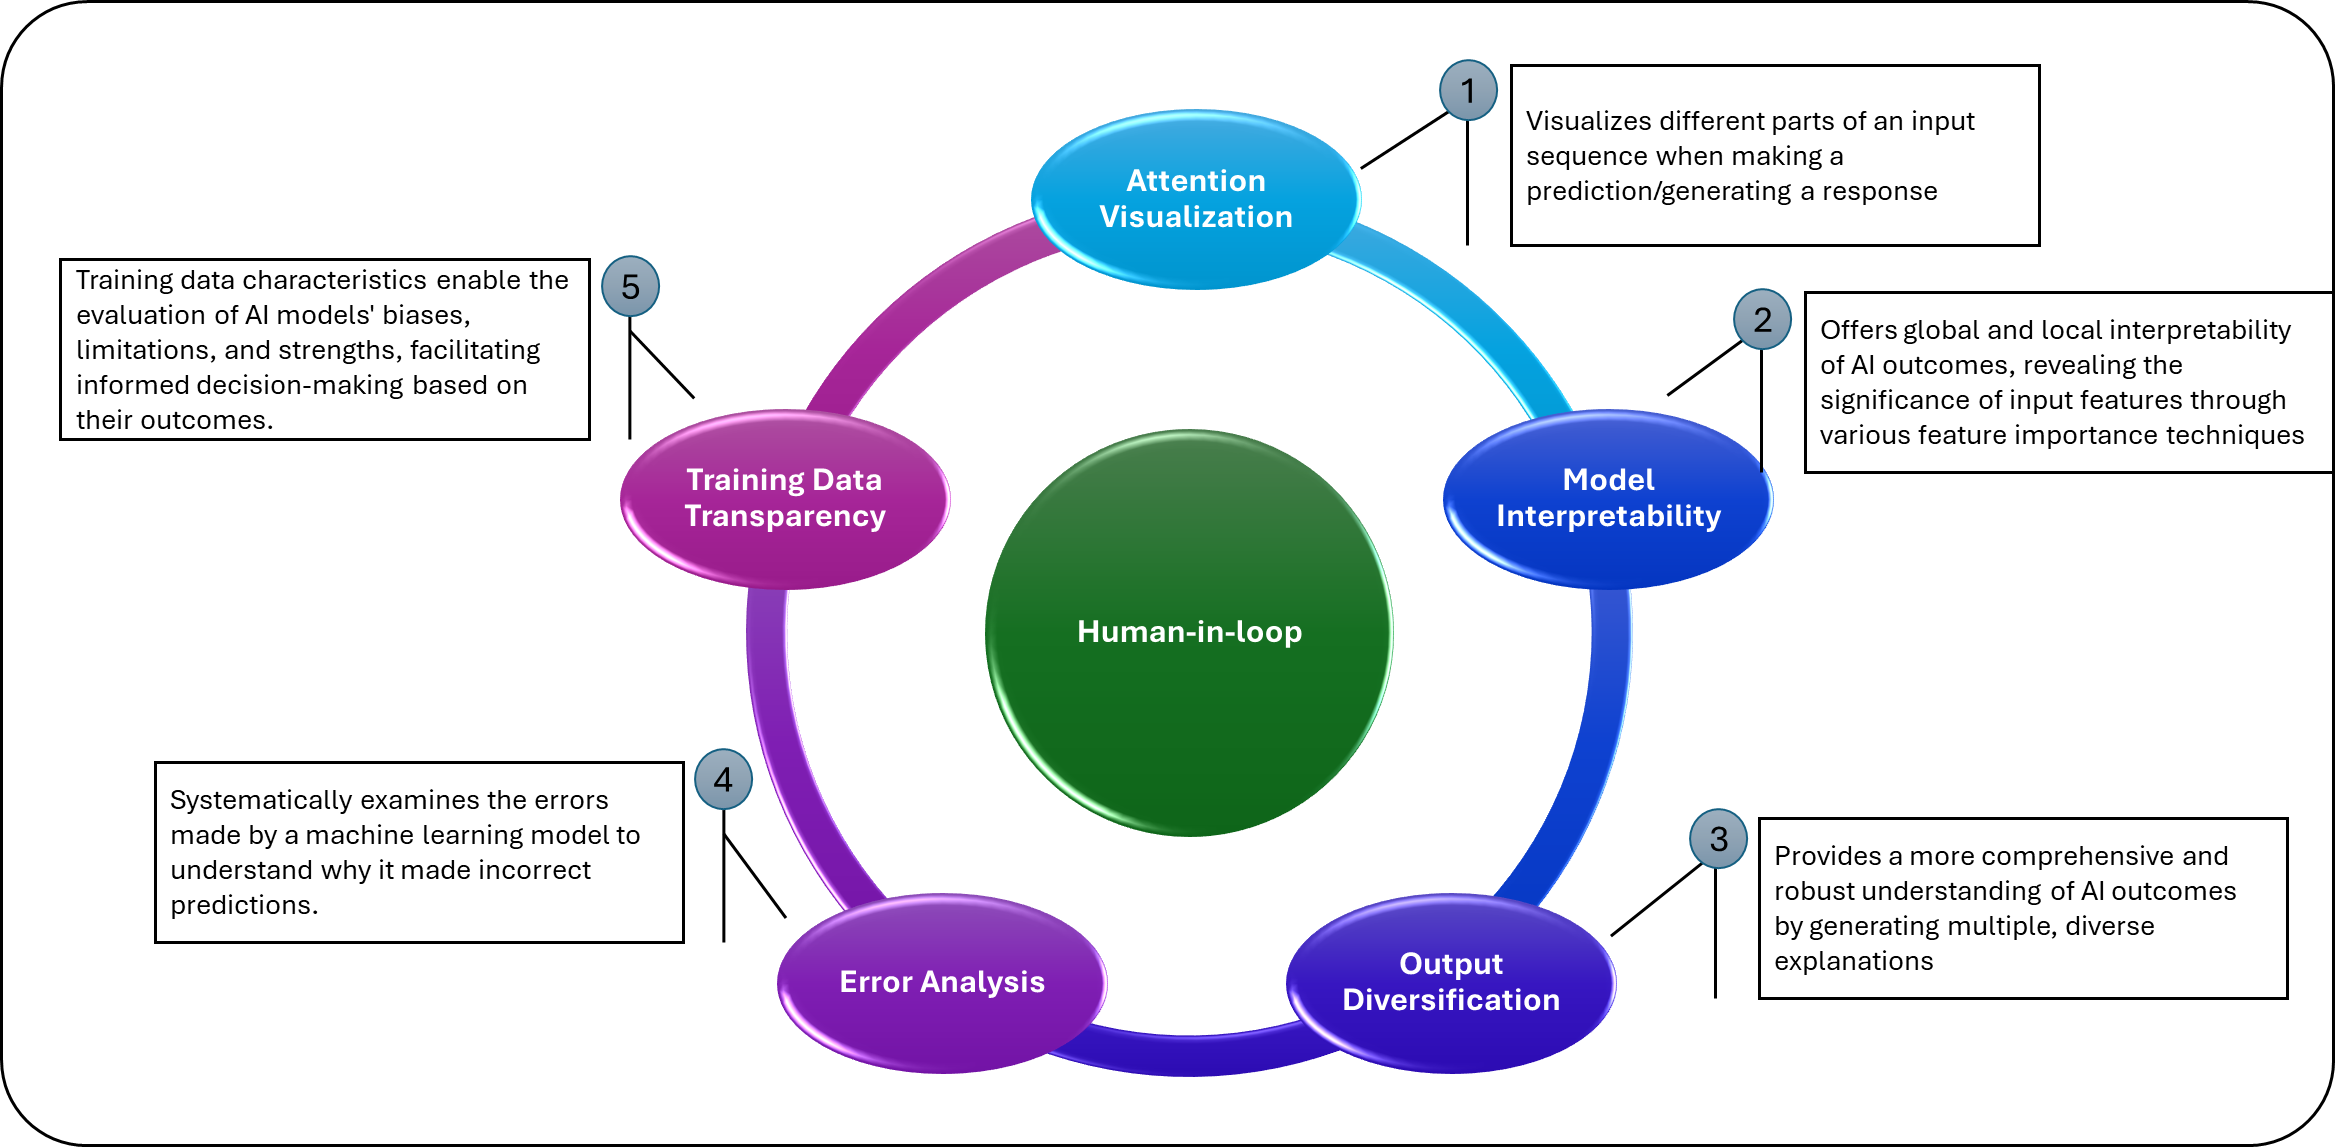 1
Visualizes different parts of an input
sequence when making a
prediction/generating a response
Attention
Visualization
2
Offers global and local interpretability
of AI outcomes, revealing the
significance of input features through
various feature importance techniques
Model
Interpretability
3
Provides a more comprehensive and
robust understanding of AI outcomes
by generating multiple, diverse
explanations
Output
Diversification
4
Systematically examines the errors
made by a machine learning model to
understand why it made incorrect
predictions.
Error Analysis
5
Training data characteristics enable the
evaluation of AI models' biases,
limitations, and strengths, facilitating
informed decision-making based on
their outcomes.
Training Data
Transparency
Human-in-loop